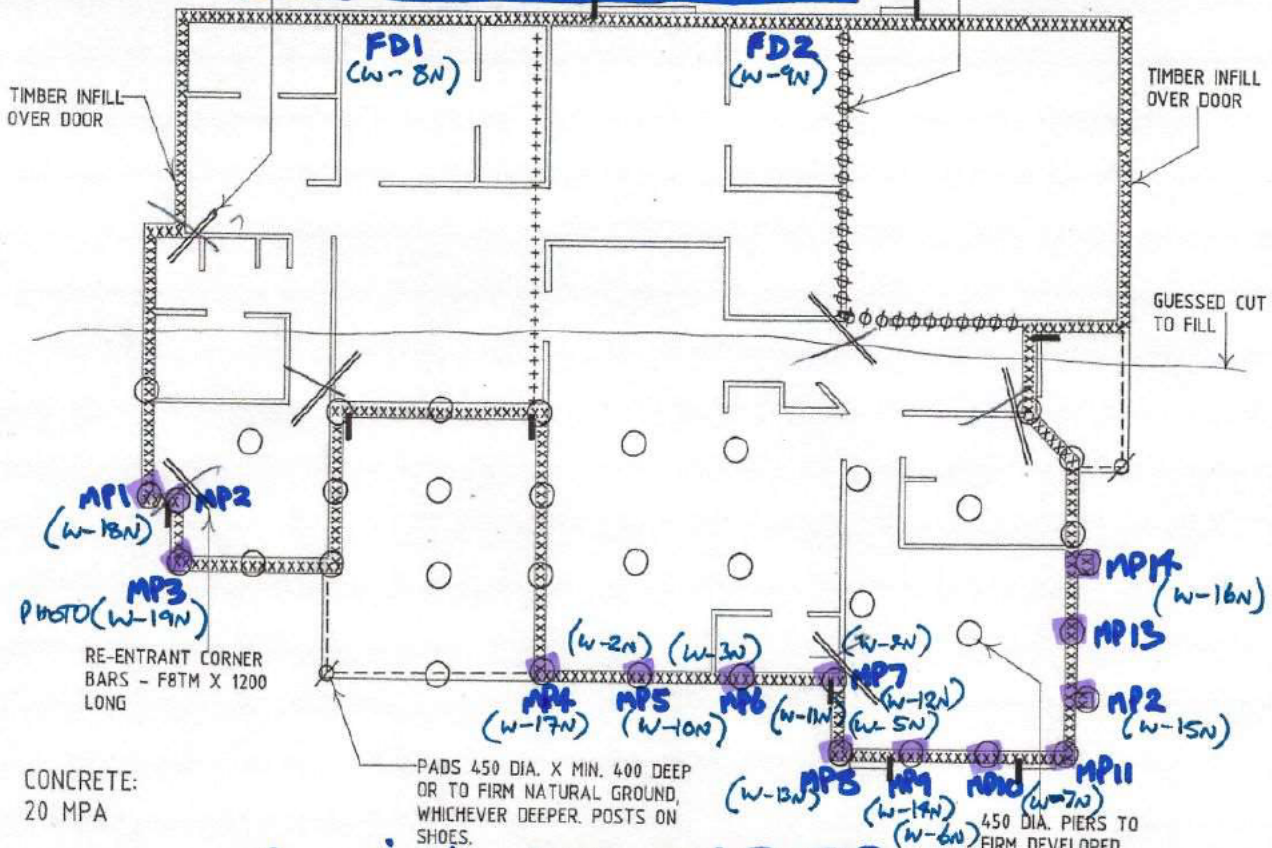 FD1
(W-8N)
FD2
(W-9N)
TIMBER INFILL
OVER DOOR
TIMBER INFILL
OVER DOOR
GUESSED CUT
TO FILL
MP1
(W-18N)
MP2
MP3
PHOTO (W-19N)
RE-ENTRANT CORNER
BARS - F8TM X 1200
LONG
MP14
(W-16N)
MP13
MP2
(W-15N)
(W-2N)
(W-3N)
MP4
(W-17N)
MP5
(W-10N)
MP6
(W-11N)
MP7
(W-12N)
(W-5N)
MP8
(W-13N)
MP9
(W-14N)
(W-6N)
MP10
(W-7N)
MP11
CONCRETE:
20 MPA
PADS 450 DIA. X MIN. 400 DEEP
OR TO FIRM NATURAL GROUND,
WHICHEVER DEEPER. POSTS ON
SHOES.
450 DIA. PIERS TO
FIRM DEVELOPED